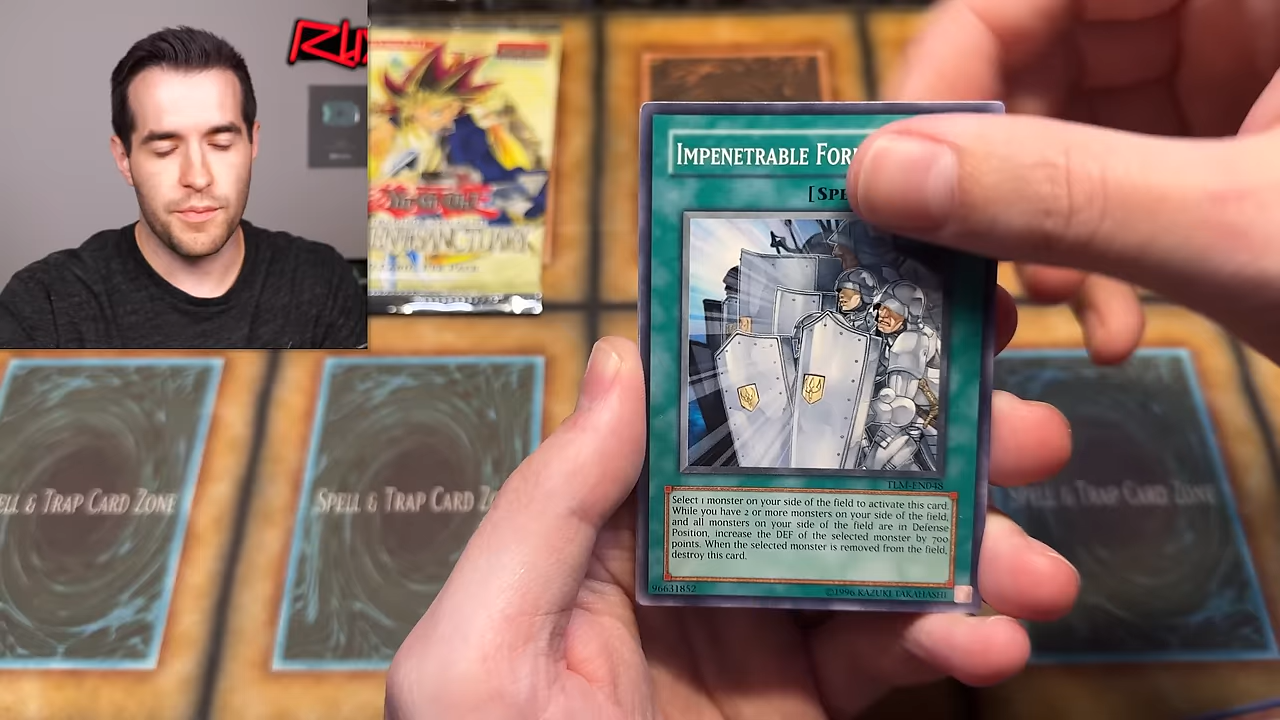 IMPENETRABLE FOR
[SPE
TLM-EN048
Select 1 monster on your side of the field to activate this card.
While you have 2 or more monsters on your side of the field,
and all monsters on your side of the field are in Defense
Position, increase the DEF of the selected monster by 700
points. When the selected monster is removed from the field,
destroy this card.
96631852
©1996 KAZUKI TAKAHASHI
ELL & TRAP CARD ZONE
SPELL & TRAP CARD Z
SPELL & TRAP CARD ZONE